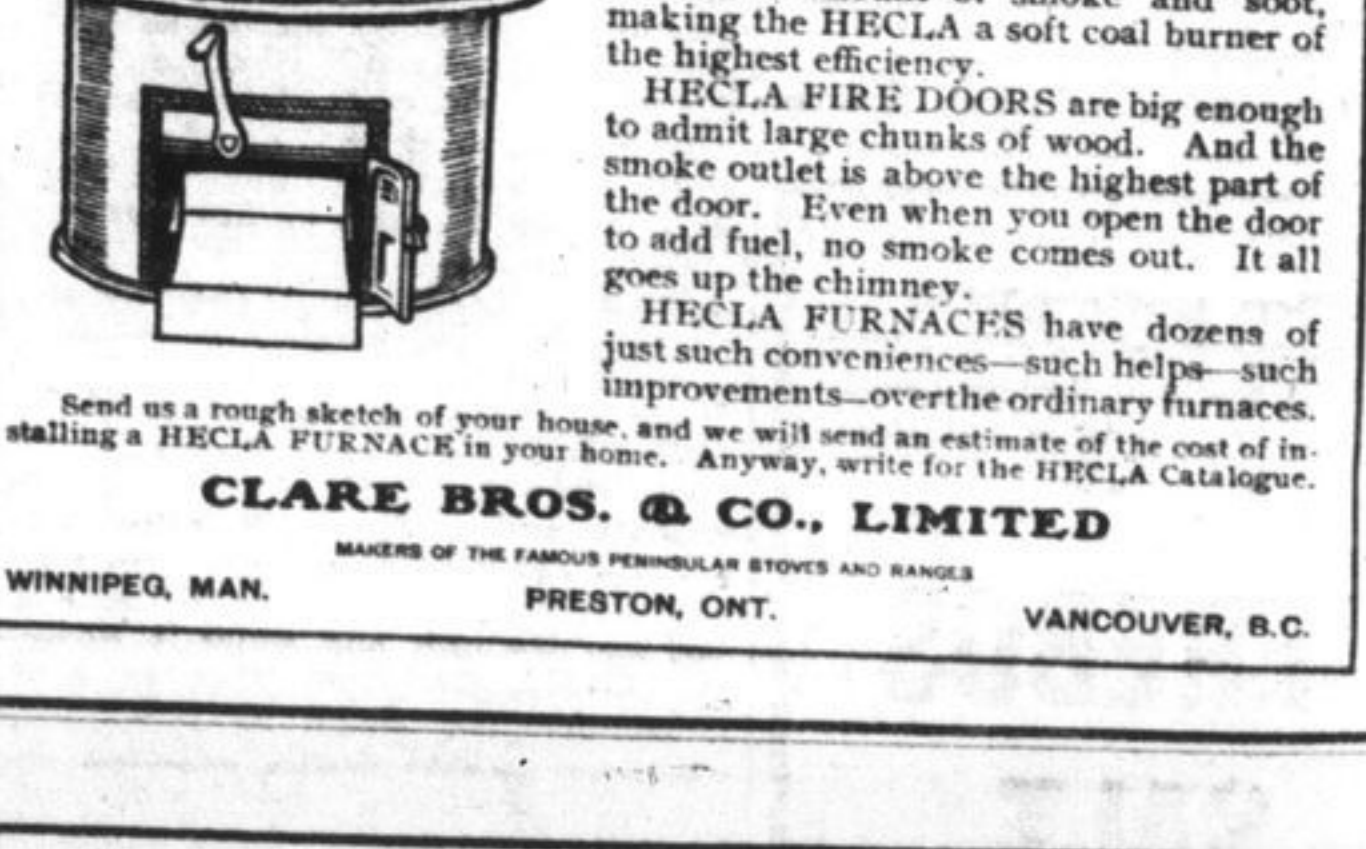 smoke and soot,
making the HECLA a soft coal burner of
the highest efficiency.
HECLA FIRE DOORS are big enough
to admit large chunks of wood. And the
smoke outlet is above the highest part of
the door. Even when you open the door
to add fuel, no smoke comes out. It all
goes up the chimney.
HECLA FURNACES have dozens of
just such conveniences—such helps—such
improvements—overthe ordinary furnaces.
Send us a rough sketch of your house, and we will send an estimate of the cost of in-
stalling a HECLA FURNACE in your home. Anyway, write for the HECLA Catalogue.
CLARE BROS. & CO., LIMITED
MAKERS OF THE FAMOUS PENINSULAR STOVES AND RANGES
WINNIPEG, MAN. PRESTON, ONT. VANCOUVER, B.C.